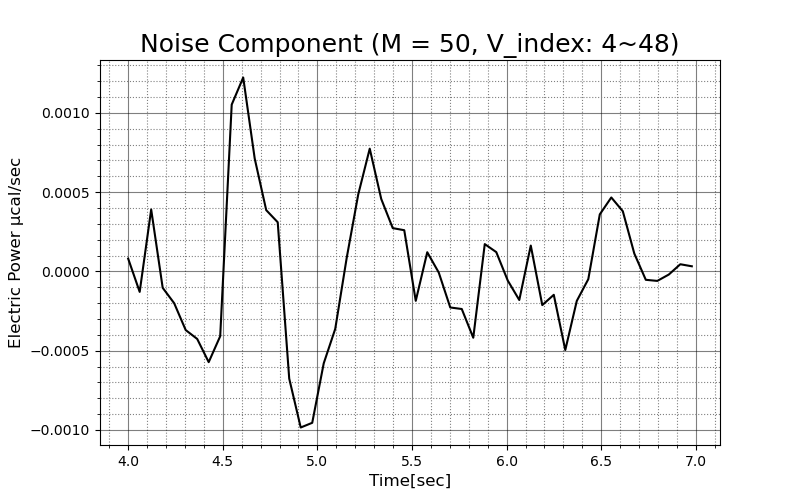 Noise Component (M = 50, V_index: 4~48)
Electric Power μcal/sec
0.0010
0.0005
0.0000
−0.0005
−0.0010
4.0 4.5 5.0 5.5 6.0 6.5 7.0
Time[sec]